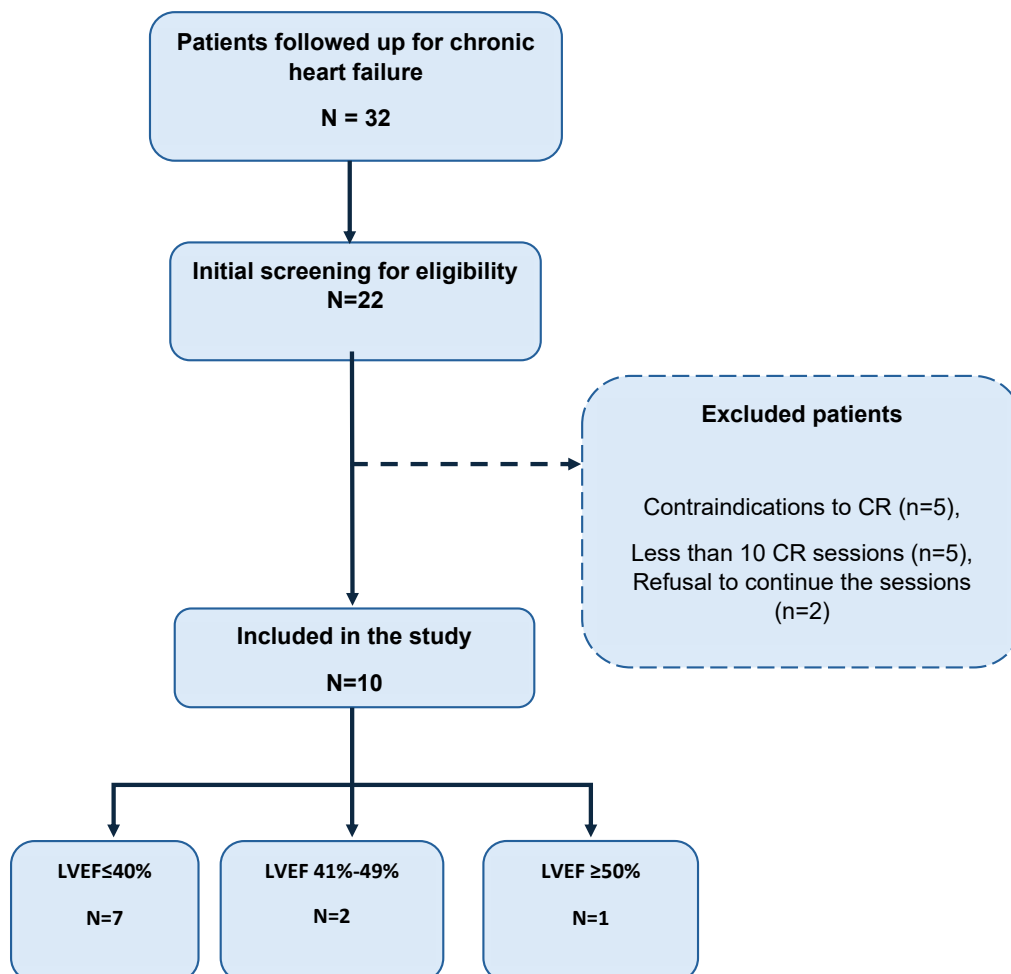 Patients followed up for chronic
heart failure
N = 32
Initial screening for eligibility
N=22
Excluded patients
Contraindications to CR (n=5),
Less than 10 CR sessions (n=5),
Refusal to continue the sessions
(n=2)
Included in the study
N=10
LVEF≤40%
N=7
LVEF 41%-49%
N=2
LVEF ≥50%
N=1